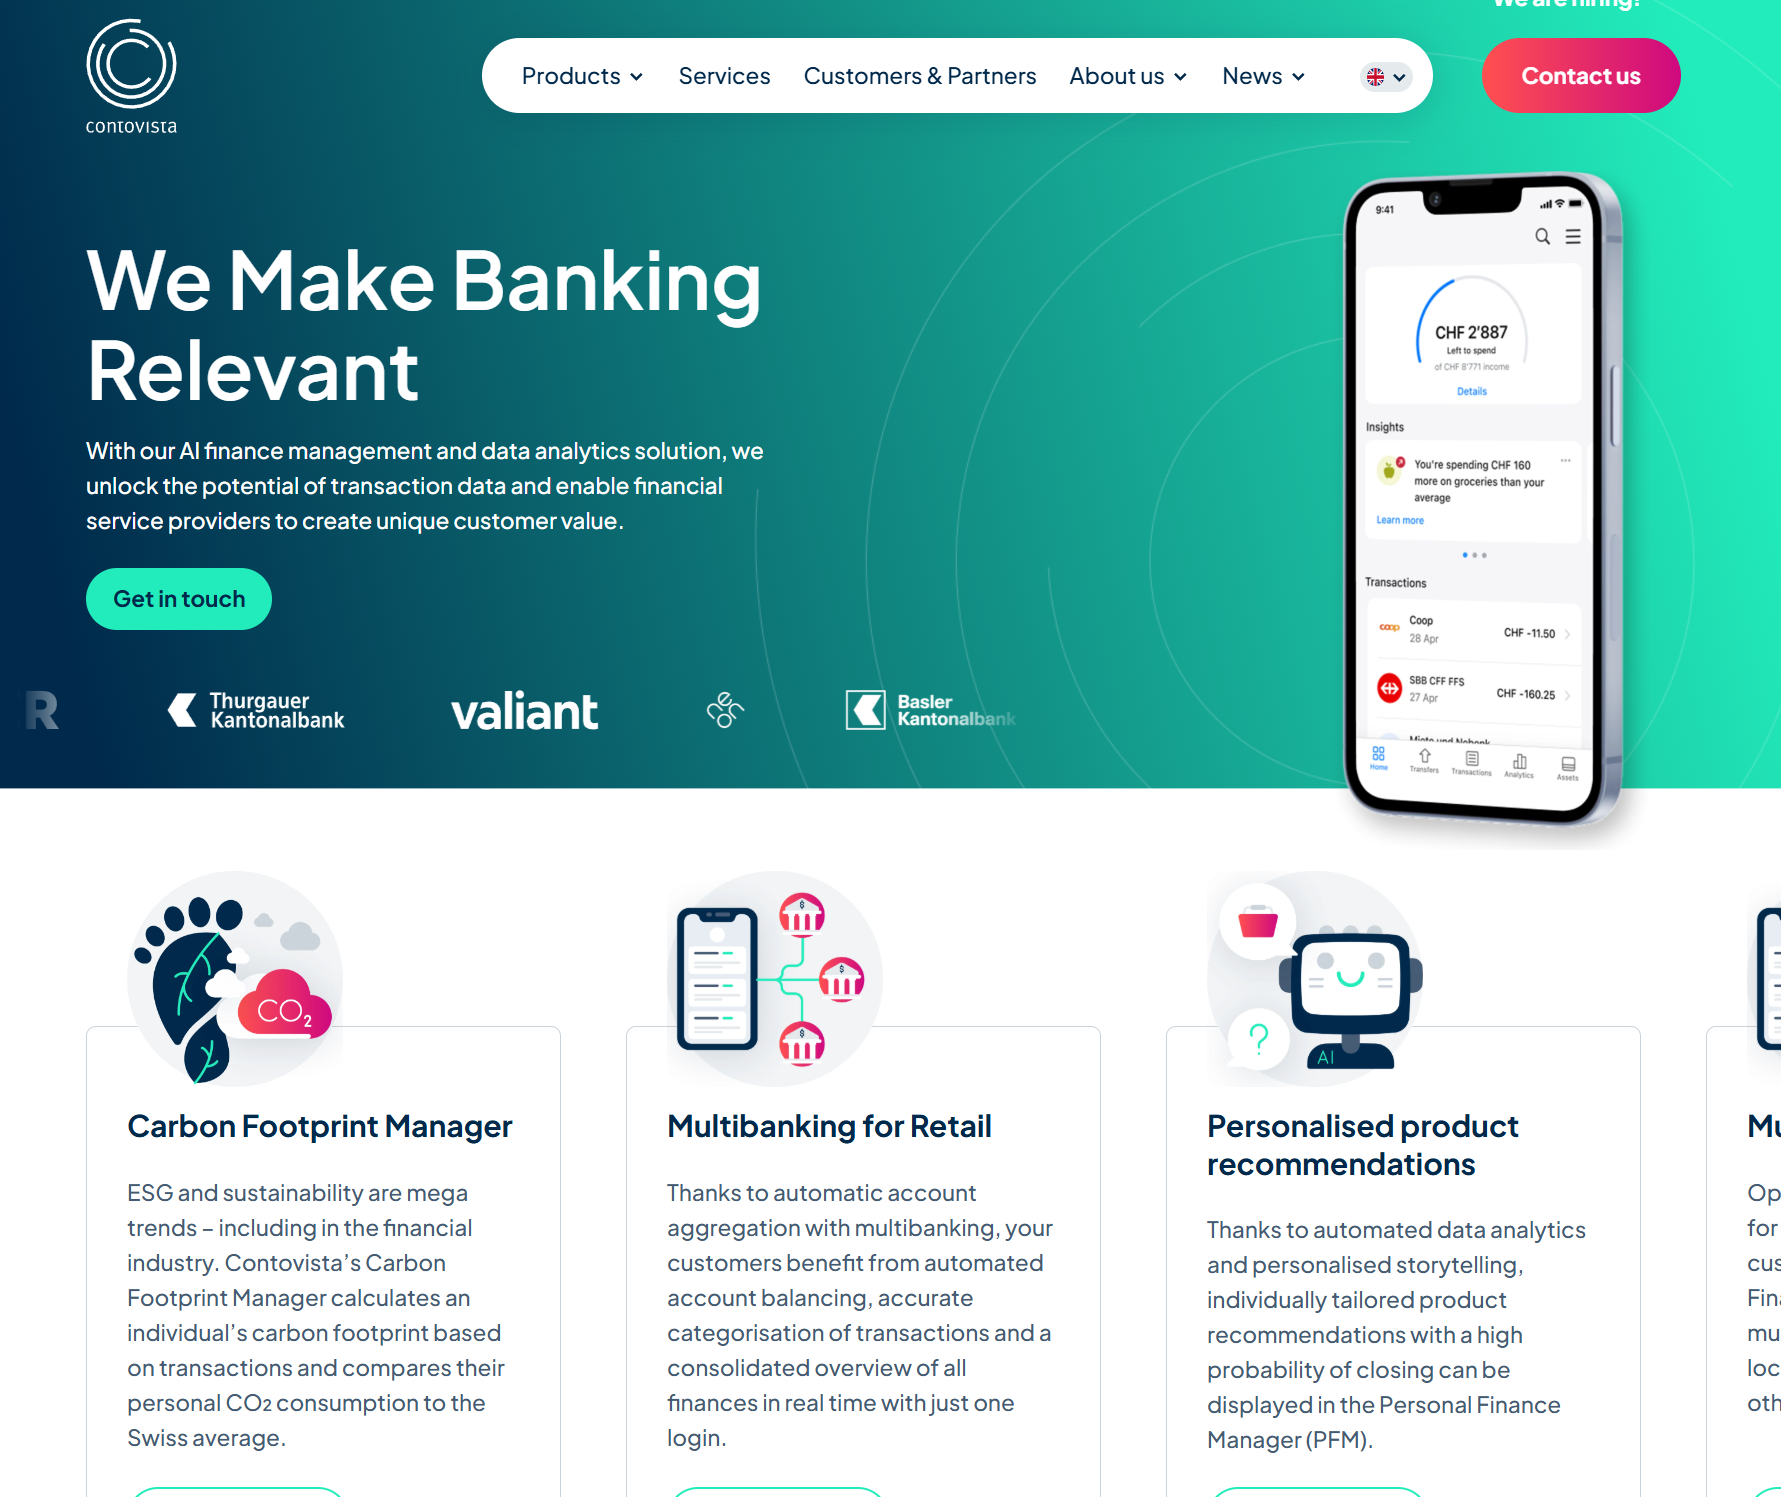 We are hiring!
contovista
Products
Services
Customers & Partners
About us
News
Contact us
We Make Banking
Relevant
With our AI finance management and data analytics solution, we
unlock the potential of transaction data and enable financial
service providers to create unique customer value.
Get in touch
R
Thurgauer
Kantonalbank
valiant
Basler
Kantonalbank
9:41
CHF 2'887
Left to spend
of CHF 8'771 income
Details
Insights
You're spending CHF 160
more on groceries than your
average
Learn more
Transactions
coop
Coop
28 Apr
CHF -11.50
SBB CFF FFS
27 Apr
CHF -160.25
Miete und Nebenk
Home
Transfers
Transactions
Analytics
Assets
CO₂
$
$
$
?
AI
Carbon Footprint Manager
ESG and sustainability are mega
trends – including in the financial
industry. Contovista's Carbon
Footprint Manager calculates an
individual's carbon footprint based
on transactions and compares their
personal CO₂ consumption to the
Swiss average.
Multibanking for Retail
Thanks to automatic account
aggregation with multibanking, your
customers benefit from automated
account balancing, accurate
categorisation of transactions and a
consolidated overview of all
finances in real time with just one
login.
Personalised product
recommendations
Thanks to automated data analytics
and personalised storytelling,
individually tailored product
recommendations with a high
probability of closing can be
displayed in the Personal Finance
Manager (PFM).
Mu
Op
for
cus
Fina
mu
loc
oth